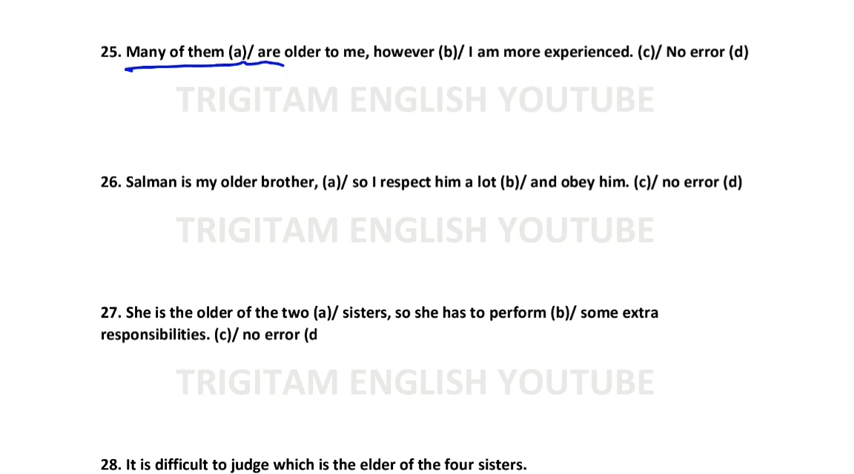 25. Many of them (a)/ are older to me, however (b)/ I am more experienced. (c)/ No error (d)
TRIGITAM ENGLISH YOUTUBE
26. Salman is my older brother, (a)/ so I respect him a lot (b)/ and obey him. (c)/ no error (d)
TRIGITAM ENGLISH YOUTUBE
27. She is the older of the two (a)/ sisters, so she has to perform (b)/ some extra
responsibilities. (c)/ no error (d
TRIGITAM ENGLISH YOUTUBE
28. It is difficult to judge which is the elder of the four sisters.